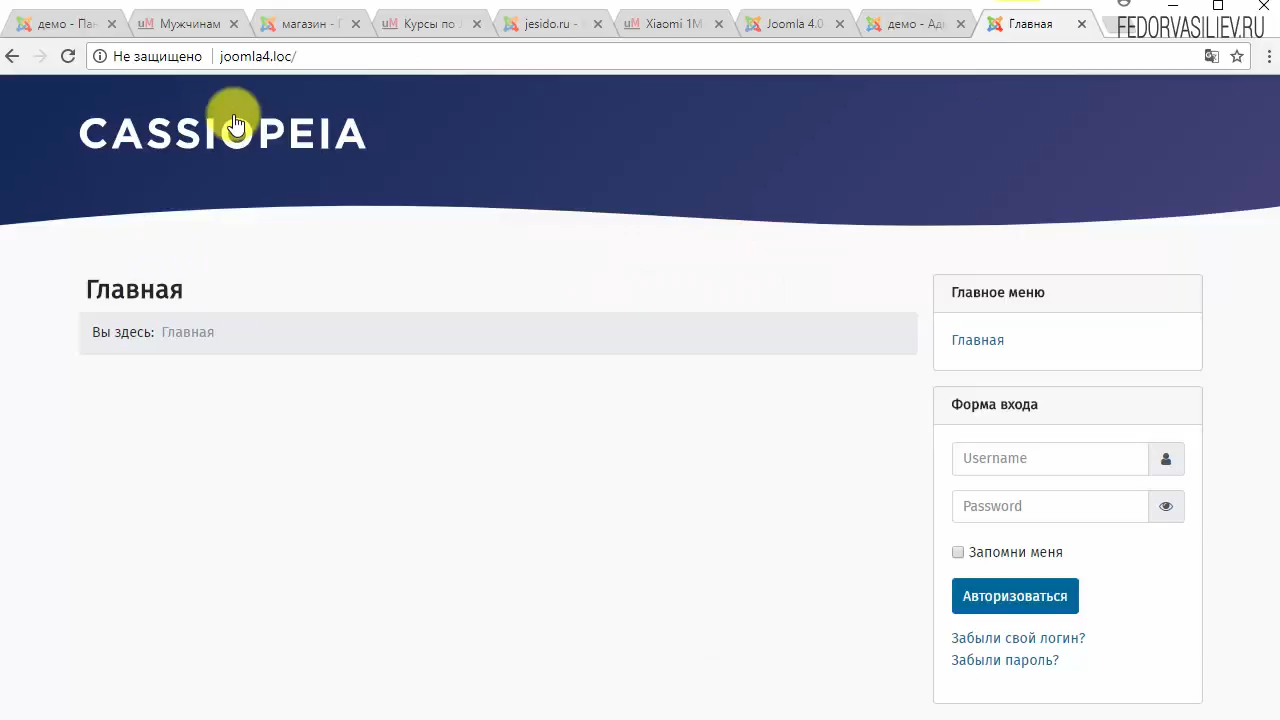 демо - Па
Мужчинам
магазин - П
Курсы по
jesido.ru -
Xiaomi 1M
Joomla 4.0
демо - Ад
Главная
FEDORVASILIEV.RU
Не защищено
joomla4.loc/
CASSIOPEIA
Главная
Вы здесь: Главная
Главное меню
Главная
Форма входа
Username
Password
Запомни меня
Авторизоваться
Забыли свой логин?
Забыли пароль?